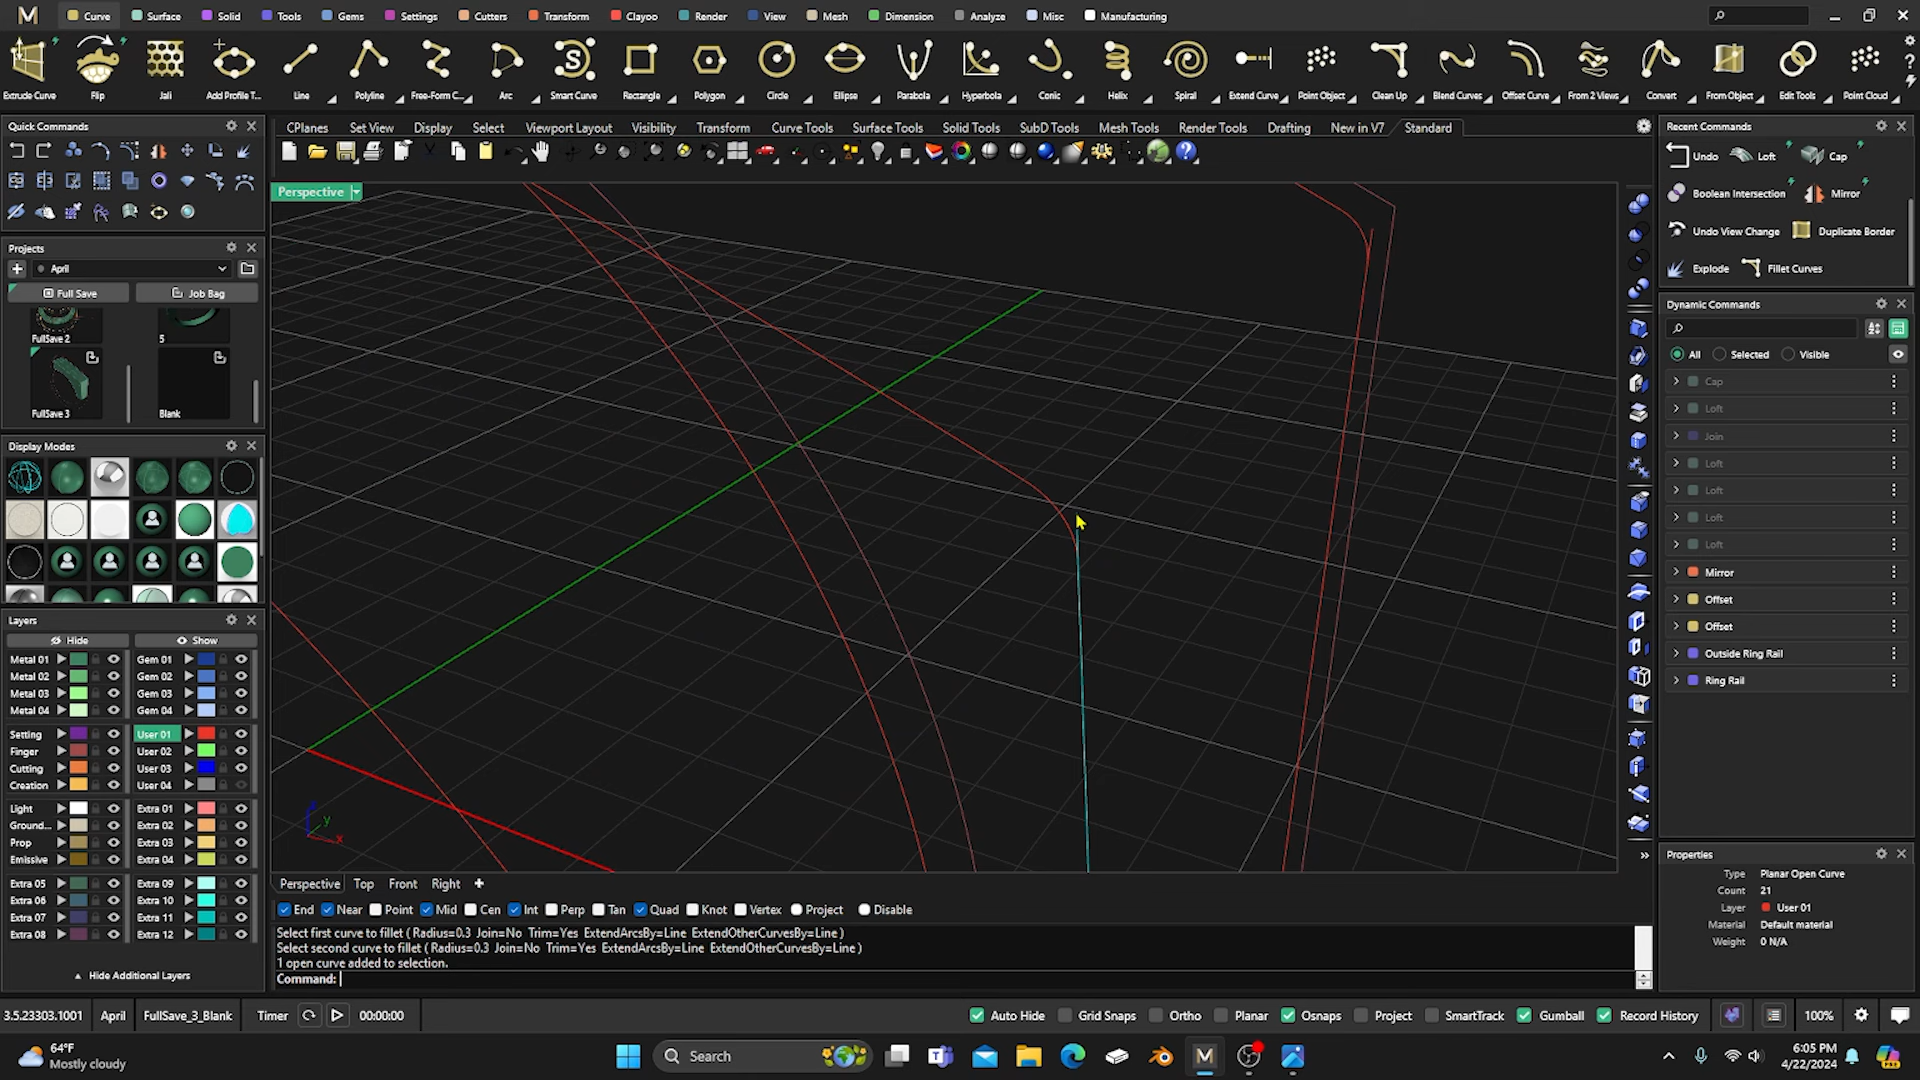 Curve Surface Solid Tools Gems Settings Cutters Transform Clayoo Render View Mesh Dimension Analyze Misc Manufacturing
Extrude Curve Flip Jali Add Profile T... Line Polyline Free-Form C... Arc Smart Curve Rectangle Polygon Circle Ellipse Parabola Hyperbola Conic Helix Spiral Extend Curve Point Object Clean Up Blend Curves Offset Curve From 2 Views Convert From Object Edit Tools Point Cloud
Quick Commands
CPlanes Set View Display Select Viewport Layout Visibility Transform Curve Tools Surface Tools Solid Tools SubD Tools Mesh Tools Render Tools Drafting New in V7 Standard
Perspective
Projects
April
Full Save Job Bag
FullSave 2 5
FullSave 3 Blank
Display Modes
Layers
Hide Show
Metal 01 Gem 01
Metal 02 Gem 02
Metal 03 Gem 03
Metal 04 Gem 04
Setting User 01
Finger User 02
Cutting User 03
Creation User 04
Light Extra 01
Ground... Extra 02
Prop Extra 03
Emissive Extra 04
Extra 05 Extra 09
Extra 06 Extra 10
Extra 07 Extra 11
Extra 08 Extra 12
Hide Additional Layers
y
x
Perspective Top Front Right
End Near Point Mid Cen Int Perp Tan Quad Knot Vertex Project Disable
Select first curve to fillet ( Radius=0.3 Join=No Trim=Yes ExtendArcsBy=Line ExtendOtherCurvesBy=Line )
Select second curve to fillet ( Radius=0.3 Join=No Trim=Yes ExtendArcsBy=Line ExtendOtherCurvesBy=Line )
1 open curve added to selection.
Command:
Recent Commands
Undo Loft Cap
Boolean Intersection Mirror
Undo View Change Duplicate Border
Explode Fillet Curves
Dynamic Commands
All Selected Visible
Cap
Loft
Join
Loft
Loft
Loft
Loft
Mirror
Offset
Offset
Outside Ring Rail
Ring Rail
Properties
Type Planar Open Curve
Count 21
Layer User 01
Material Default material
Weight 0 N/A
3.5.23303.1001 April FullSave_3_Blank Timer 00:00:00 Auto Hide Grid Snaps Ortho Planar Osnaps Project SmartTrack Gumball Record History 100%
64°F
Mostly cloudy
Search
6:05 PM
4/22/2024